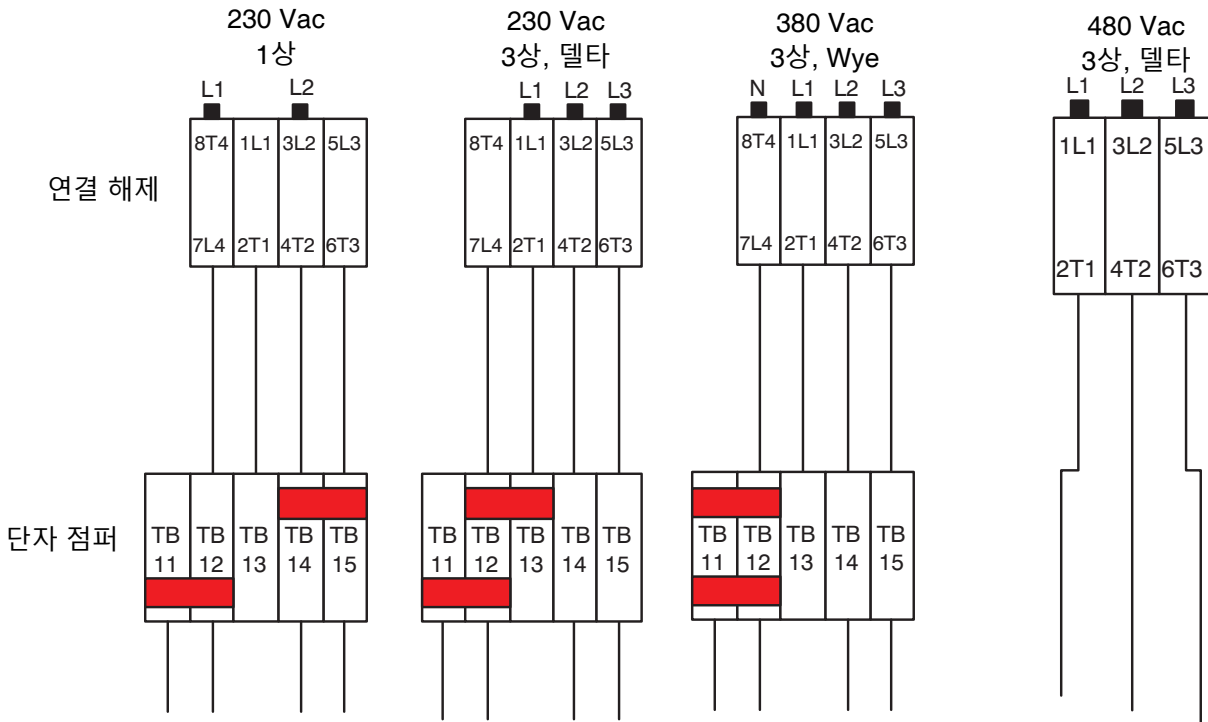 230 Vac
1상
L1 L2
8T4 1L1 3L2 5L3
7L4 2T1 4T2 6T3
TB 11 TB 12 TB 13 TB 14 TB 15
230 Vac
3상, 델타
L1 L2 L3
8T4 1L1 3L2 5L3
7L4 2T1 4T2 6T3
TB 11 TB 12 TB 13 TB 14 TB 15
380 Vac
3상, Wye
N L1 L2 L3
8T4 1L1 3L2 5L3
7L4 2T1 4T2 6T3
TB 11 TB 12 TB 13 TB 14 TB 15
480 Vac
3상, 델타
L1 L2 L3
1L1 3L2 5L3
2T1 4T2 6T3
연결 해제
단자 점퍼